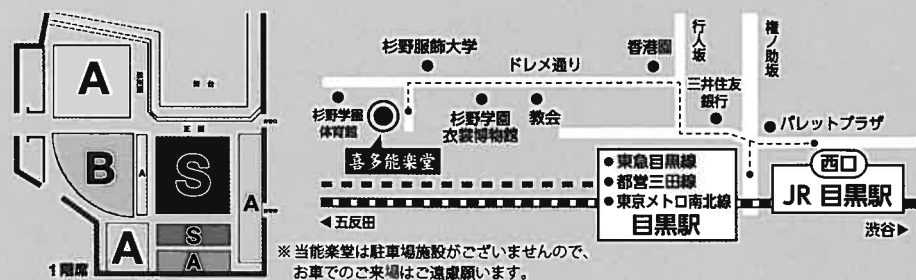 A
舞台
正面
B
A
S
A
A
S
A
1階席
杉野服飾大学
ドレメ通り
香港園
行人坂
権ノ助坂
三井住友
銀行
パレットプラザ
杉野学園
体育館
喜多能楽堂
杉野学園
衣裳博物館
教会
●東急目黒線
●都営三田線
●東京メトロ南北線
目黒駅
西口
JR 目黒駅
◀五反田
渋谷▶
※当能楽堂は駐車場施設がございませんので、
お車でのご来場はご遠慮願います。